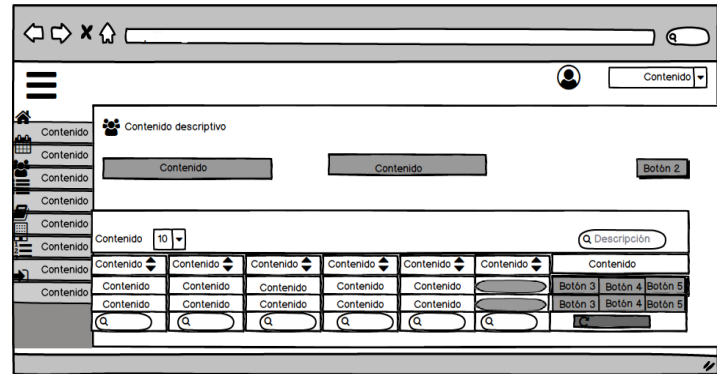 Contenido
Contenido descriptivo
Contenido
Contenido
Contenido
Contenido
Contenido
Contenido
Contenido
Contenido
Contenido Contenido Botón 2
Contenido 10 Descripción
Contenido Contenido Contenido Contenido Contenido Contenido Contenido
Contenido Contenido Contenido Contenido Contenido Botón 3 Botón 4 Botón 5
Contenido Contenido Contenido Contenido Contenido Botón 3 Botón 4 Botón 5